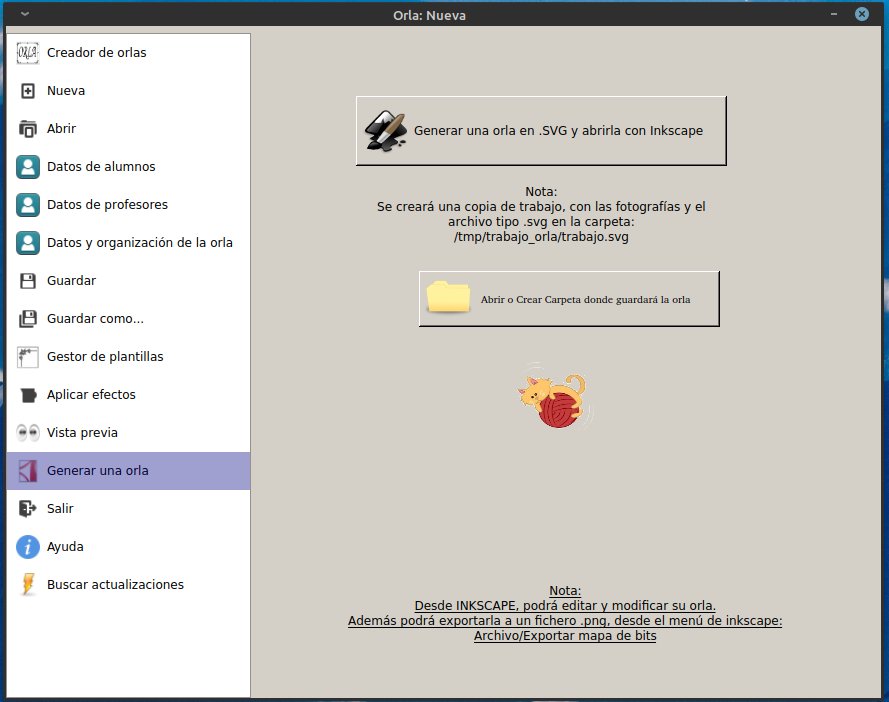 Orla: Nueva
Creador de orlas
Nueva
Abrir
Datos de alumnos
Datos de profesores
Datos y organización de la orla
Guardar
Guardar como...
Gestor de plantillas
Aplicar efectos
Vista previa
Generar una orla
Salir
Ayuda
Buscar actualizaciones
Generar una orla en .SVG y abrirla con Inkscape
Nota:
Se creará una copia de trabajo, con las fotografías y el
archivo tipo .svg en la carpeta:
/tmp/trabajo_orla/trabajo.svg
Abrir o Crear Carpeta donde guardará la orla
Nota:
Desde INKSCAPE, podrá editar y modificar su orla.
Además podrá exportarla a un fichero .png, desde el menú de inkscape:
Archivo/Exportar mapa de bits